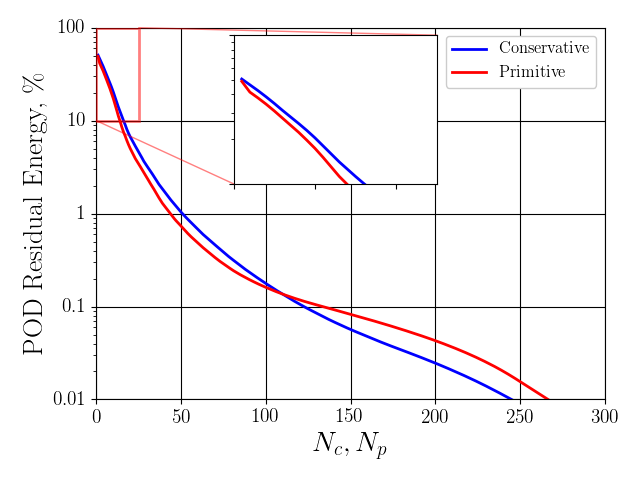 100
10
1
0.1
0.01
POD Residual Energy, %
Conservative
Primitive
0 50 100 150 200 250 300
N_c, N_p